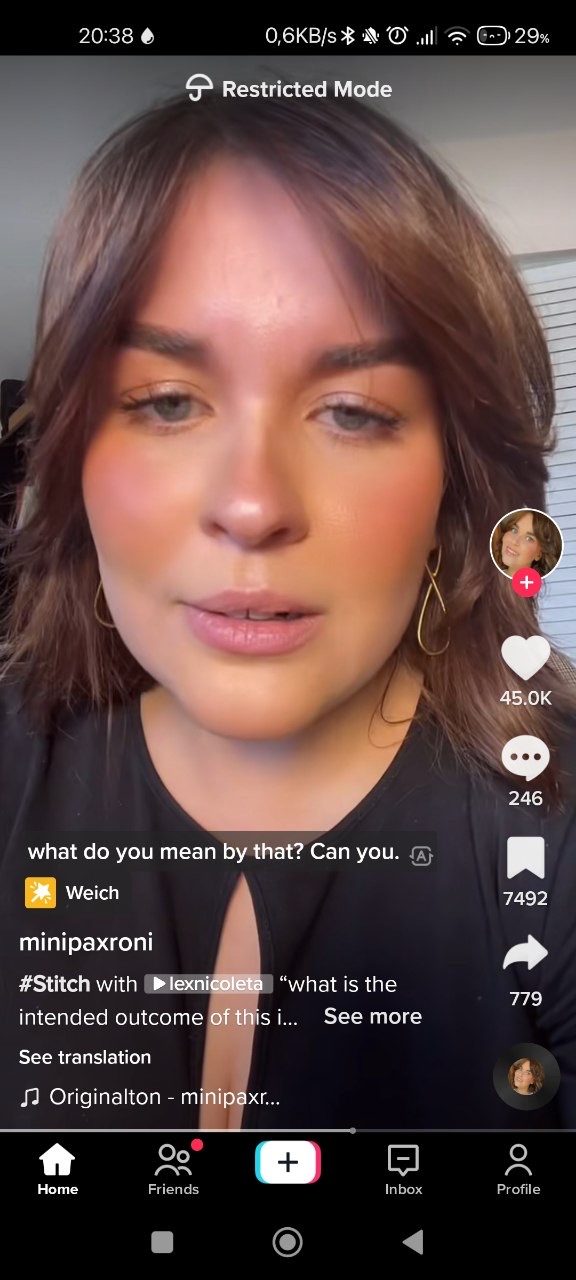 20:38
0,6KB/s
29%
Restricted Mode
45.0K
246
what do you mean by that? Can you.
A
7492
Weich
minipaxroni
#Stitch with lexnicoleta “what is the
intended outcome of this i... See more
779
See translation
Originalton - minipaxr...
Home
Friends
Inbox
Profile